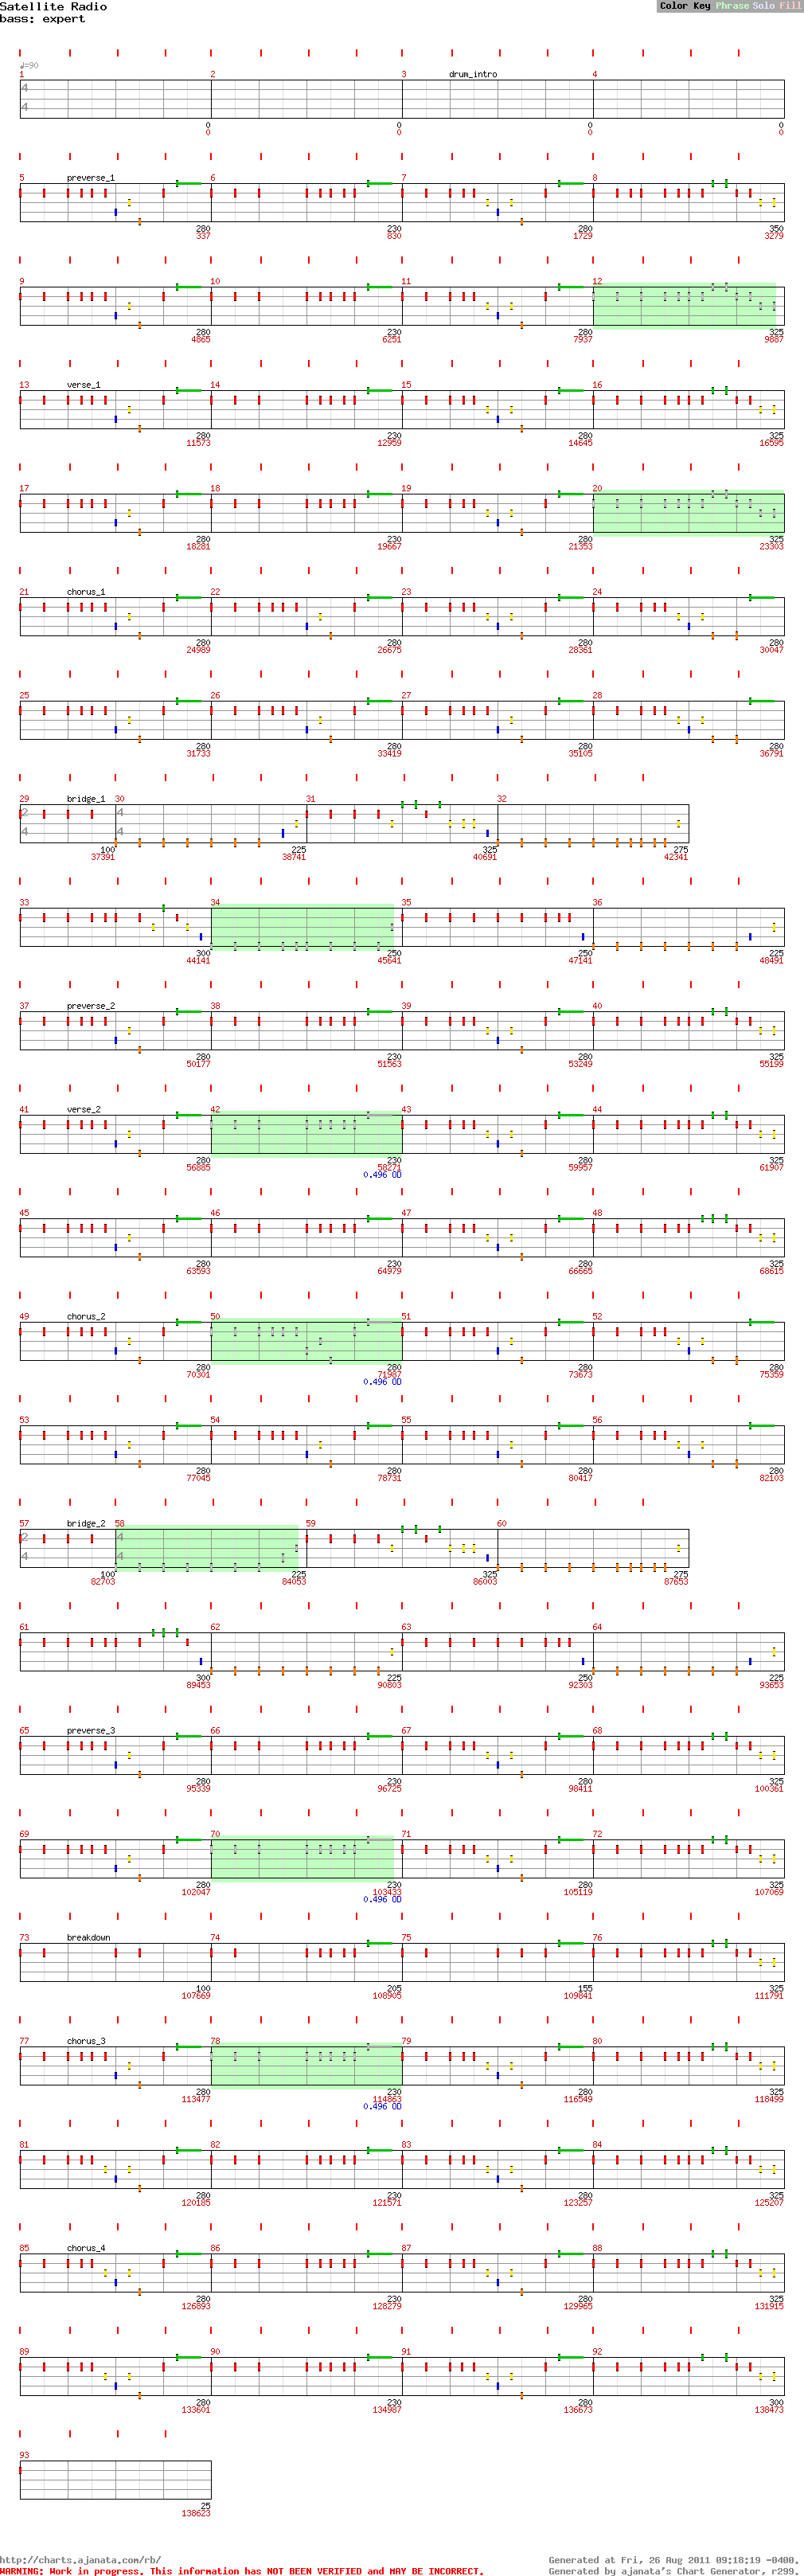 Satellite Radio Color Key Phrase Solo Fill
bass: expert
♩=90
1 2 3 drum_intro 4
4
4
0 0 0 0
0 0 0 0
5 preverse_1 6 7 8
280 230 280 350
337 830 1729 3279
9 10 11 12
280 230 280 325
4865 6251 7937 9887
13 verse_1 14 15 16
280 230 280 325
11573 12959 14645 16595
17 18 19 20
280 230 280 325
18281 19667 21353 23303
21 chorus_1 22 23 24
280 280 280 280
24989 26675 28361 30047
25 26 27 28
280 280 280 280
31733 33419 35105 36791
29 bridge_1 30 31 32
2 4
4 4
100 225 325 275
37391 38741 40691 42341
33 34 35 36
300 250 250 225
44141 45641 47141 48491
37 preverse_2 38 39 40
280 230 280 325
50177 51563 53249 55199
41 verse_2 42 43 44
280 230 280 325
56885 58271 59957 61907
0.496 OD
45 46 47 48
280 230 280 325
63593 64979 66665 68615
49 chorus_2 50 51 52
280 280 280 280
70301 71987 73673 75359
0.496 OD
53 54 55 56
280 280 280 280
77045 78731 80417 82103
57 bridge_2 58 59 60
2 4
4 4
100 225 325 275
82703 84053 86003 87653
61 62 63 64
300 225 250 225
89453 90803 92303 93653
65 preverse_3 66 67 68
280 230 280 325
95339 96725 98411 100361
69 70 71 72
280 230 280 325
102047 103433 105119 107069
0.496 OD
73 breakdown 74 75 76
100 205 155 325
107669 108905 109841 111791
77 chorus_3 78 79 80
280 230 280 325
113477 114863 116549 118499
0.496 OD
81 82 83 84
280 230 280 325
120185 121571 123257 125207
85 chorus_4 86 87 88
280 230 280 325
126893 128279 129965 131915
89 90 91 92
280 230 280 300
133601 134987 136673 138473
93
25
138623
http://charts.ajanata.com/rb/ Generated at Fri, 26 Aug 2011 09:18:19 -0400.
WARNING: Work in progress. This information has NOT BEEN VERIFIED and MAY BE INCORRECT. Generated by ajanata's Chart Generator, r299.